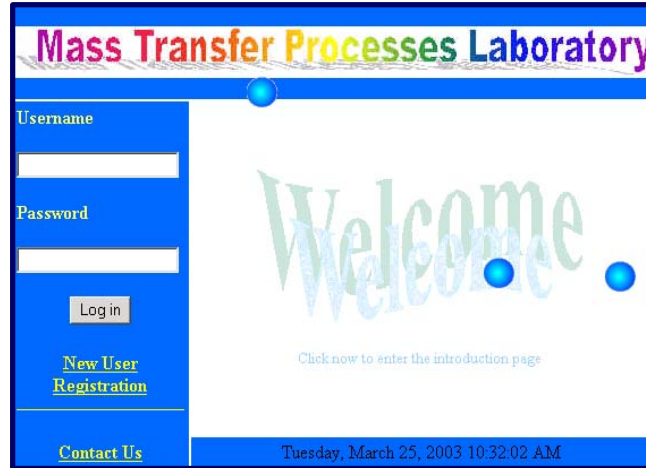 Mass Transfer Processes Laboratory
Username
Password
Log in
New User
Registration
Contact Us
Welcome
Welcome
Click now to enter the introduction page
Tuesday, March 25, 2003 10:32:02 AM